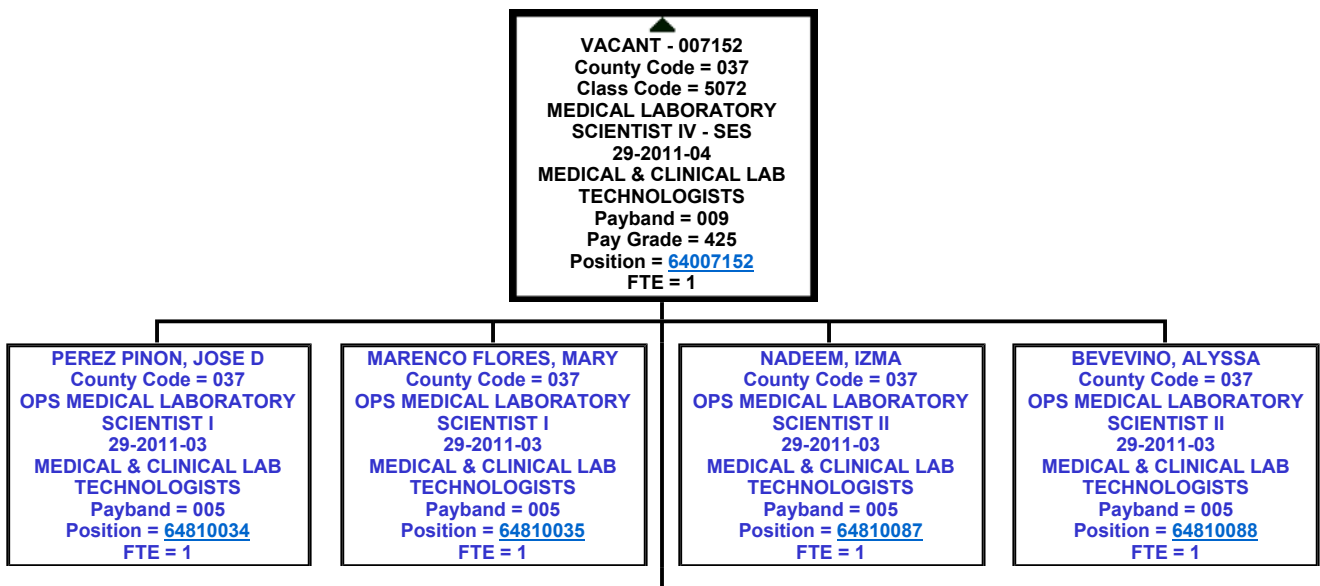 VACANT - 007152
County Code = 037
Class Code = 5072
MEDICAL LABORATORY
SCIENTIST IV - SES
29-2011-04
MEDICAL & CLINICAL LAB
TECHNOLOGISTS
Payband = 009
Pay Grade = 425
Position = 64007152
FTE = 1
PEREZ PINON, JOSE D
County Code = 037
OPS MEDICAL LABORATORY
SCIENTIST I
29-2011-03
MEDICAL & CLINICAL LAB
TECHNOLOGISTS
Payband = 005
Position = 64810034
FTE = 1
MARENCO FLORES, MARY
County Code = 037
OPS MEDICAL LABORATORY
SCIENTIST I
29-2011-03
MEDICAL & CLINICAL LAB
TECHNOLOGISTS
Payband = 005
Position = 64810035
FTE = 1
NADEEM, IZMA
County Code = 037
OPS MEDICAL LABORATORY
SCIENTIST II
29-2011-03
MEDICAL & CLINICAL LAB
TECHNOLOGISTS
Payband = 005
Position = 64810087
FTE = 1
BEVEVINO, ALYSSA
County Code = 037
OPS MEDICAL LABORATORY
SCIENTIST II
29-2011-03
MEDICAL & CLINICAL LAB
TECHNOLOGISTS
Payband = 005
Position = 64810088
FTE = 1